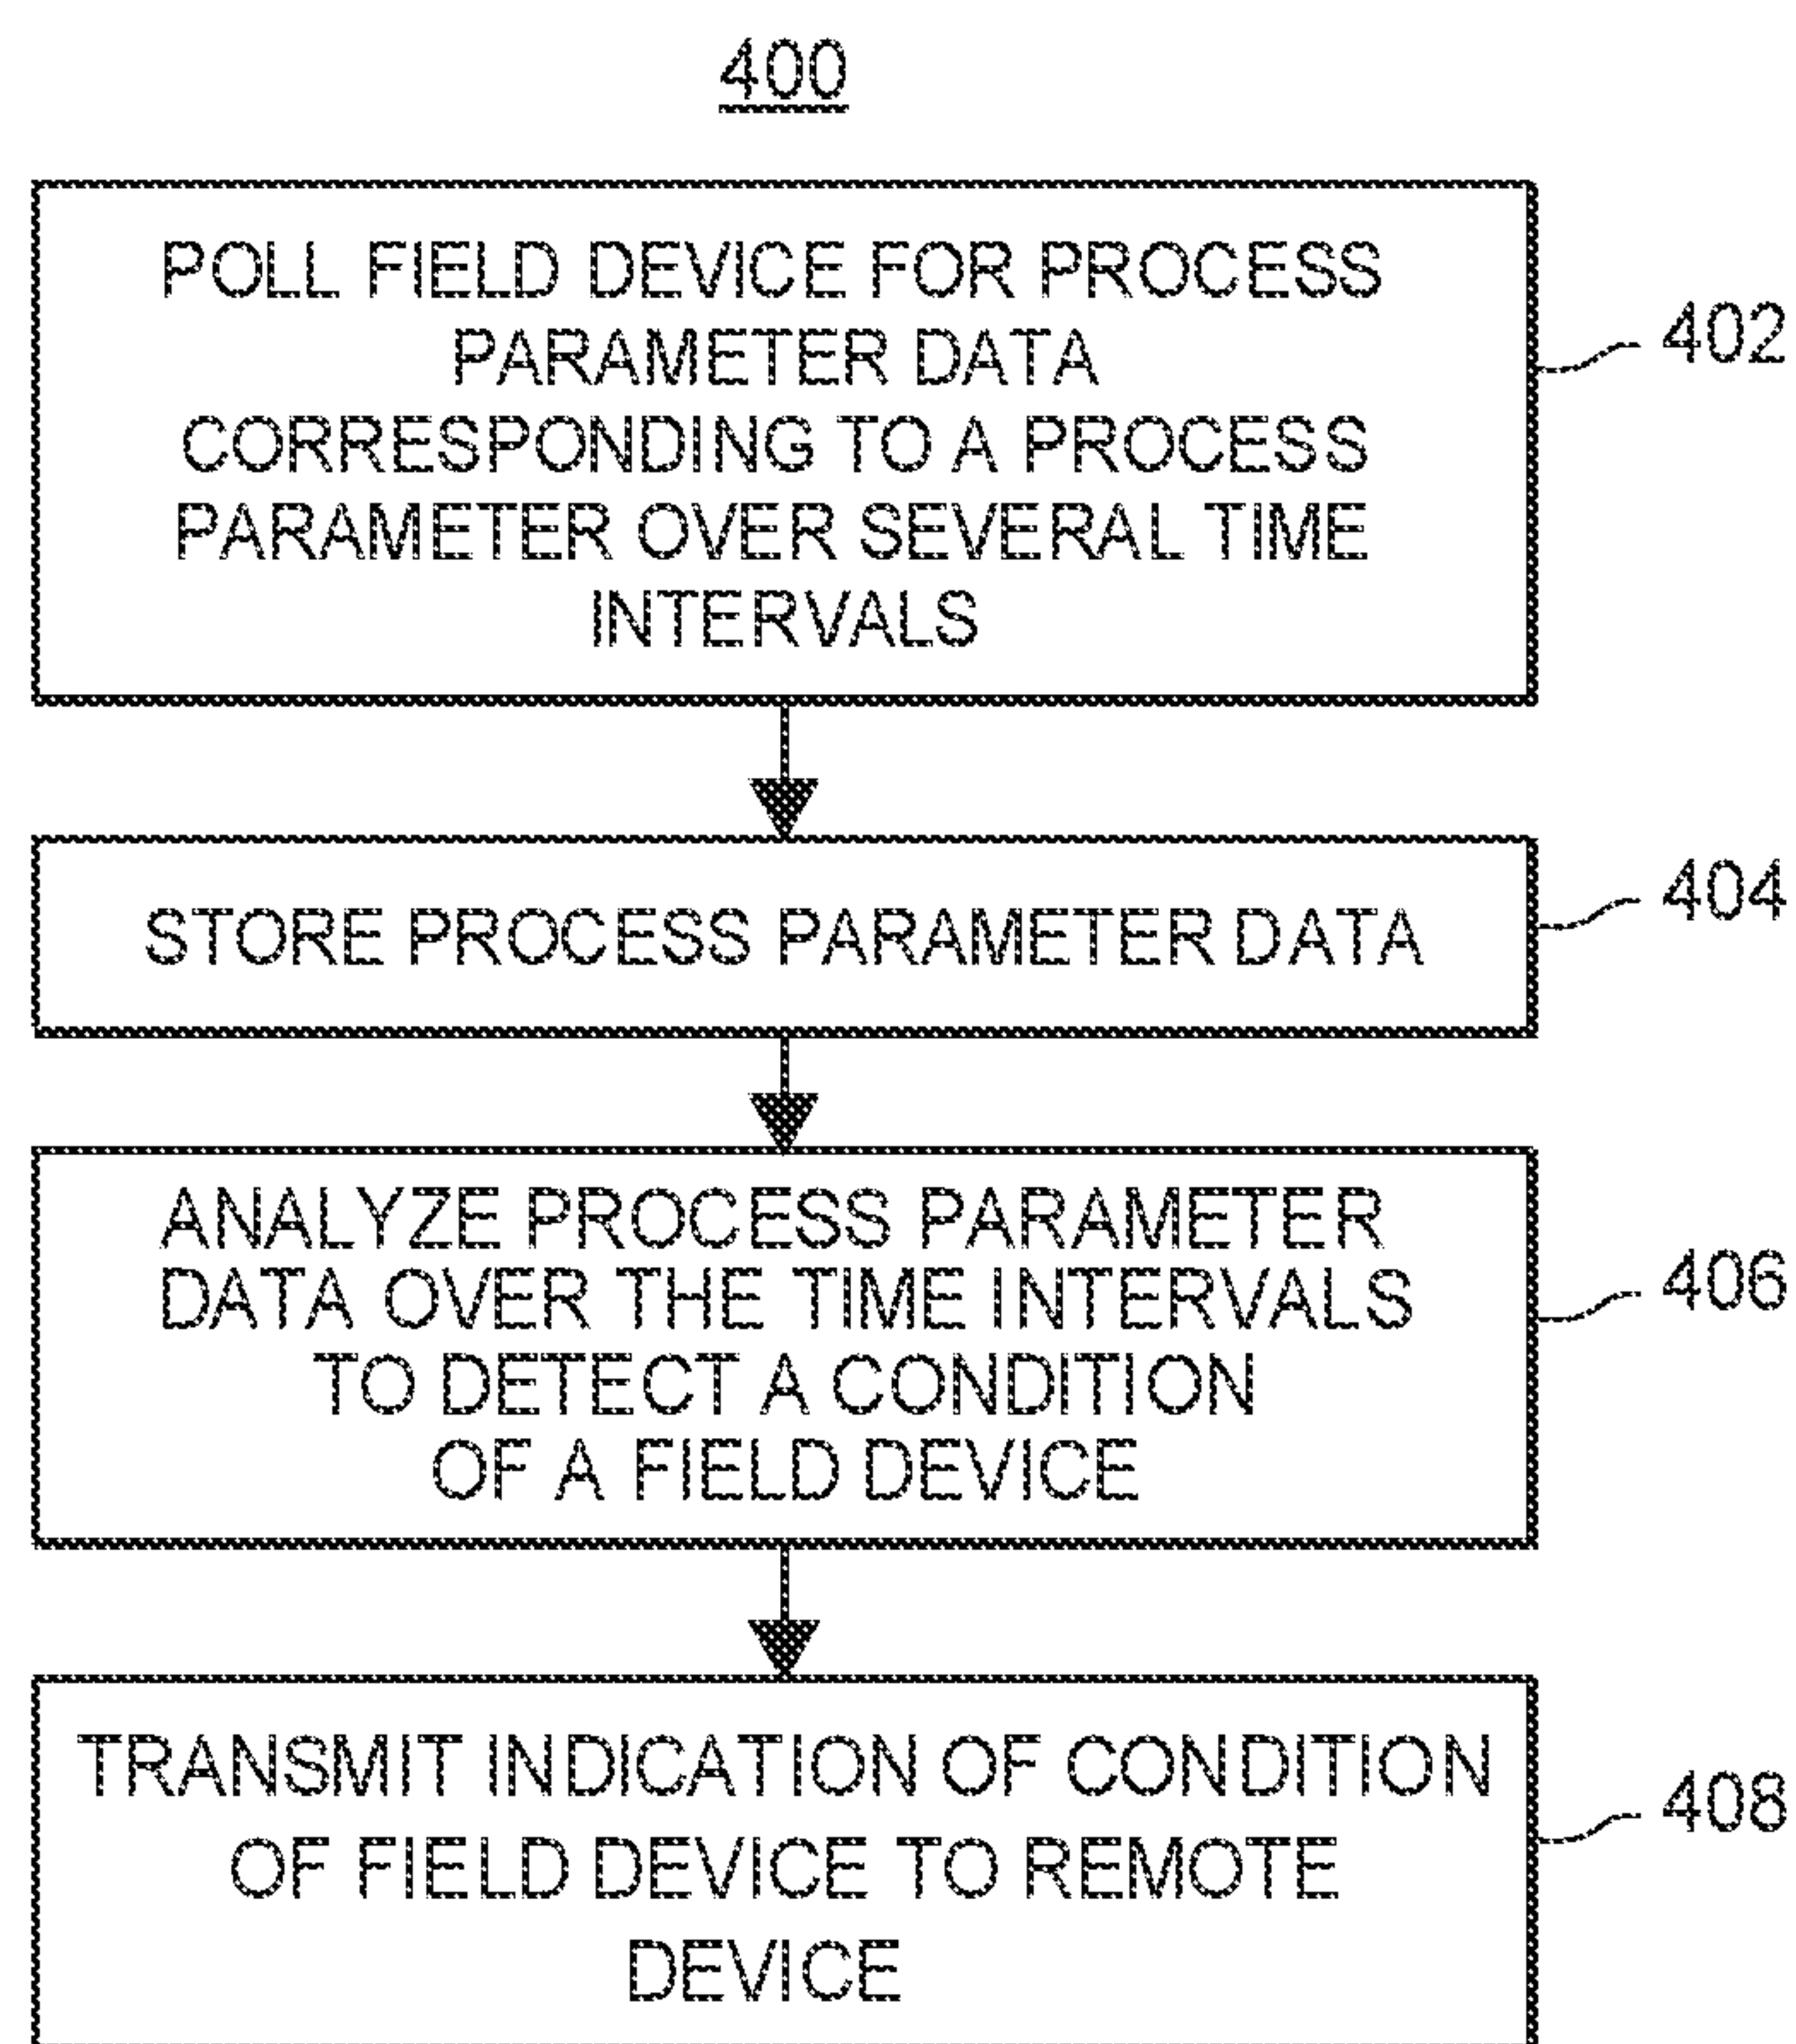 400
POLL FIELD DEVICE FOR PROCESS
PARAMETER DATA
CORRESPONDING TO A PROCESS
PARAMETER OVER SEVERAL TIME
INTERVALS
402
STORE PROCESS PARAMETER DATA
404
ANALYZE PROCESS PARAMETER
DATA OVER THE TIME INTERVALS
TO DETECT A CONDITION
OF A FIELD DEVICE
406
TRANSMIT INDICATION OF CONDITION
OF FIELD DEVICE TO REMOTE
DEVICE
408